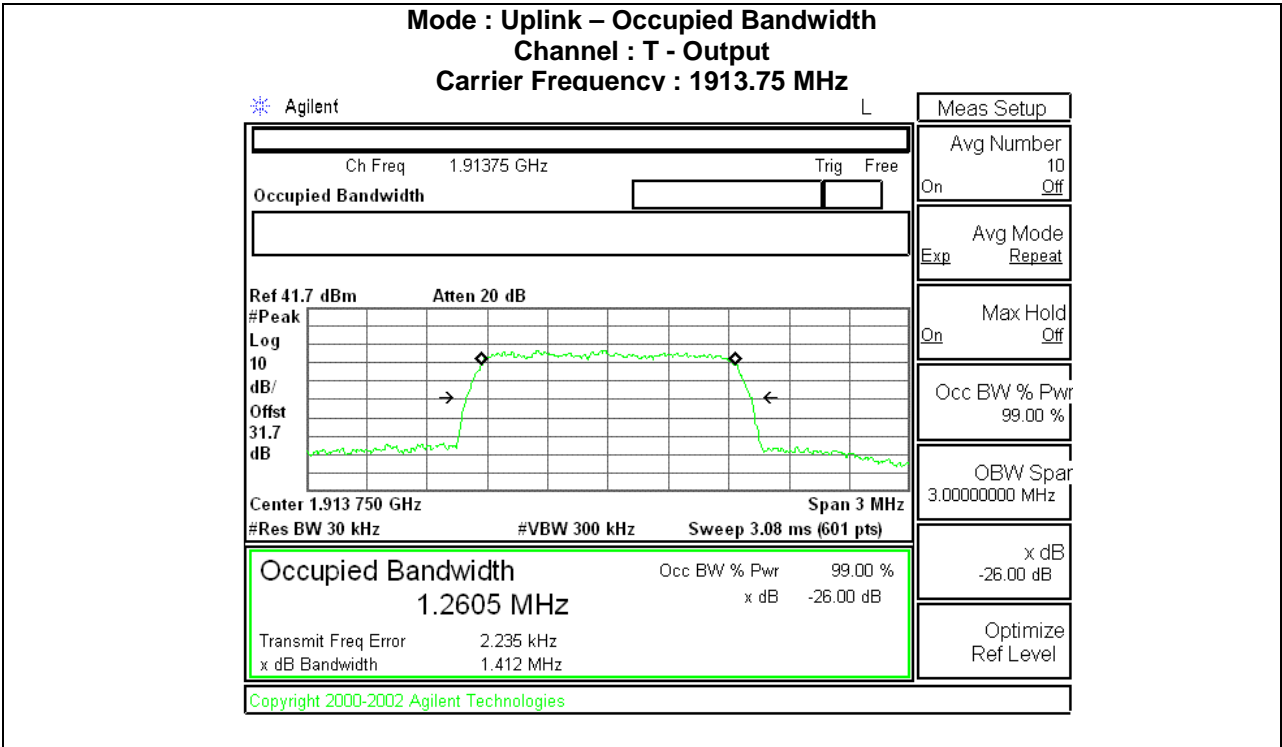 Mode : Uplink – Occupied Bandwidth
Channel : T - Output
Carrier Frequency : 1913.75 MHz
Agilent L
Ch Freq 1.91375 GHz Trig Free
Occupied Bandwidth
Ref 41.7 dBm Atten 20 dB
#Peak
Log
10
dB/
Offst
31.7
dB
Center 1.913 750 GHz Span 3 MHz
#Res BW 30 kHz #VBW 300 kHz Sweep 3.08 ms (601 pts)
Occupied Bandwidth Occ BW % Pwr 99.00 %
1.2605 MHz x dB -26.00 dB
Transmit Freq Error 2.235 kHz
x dB Bandwidth 1.412 MHz
Copyright 2000-2002 Agilent Technologies
Meas Setup
Avg Number
10
On Off
Avg Mode
Exp Repeat
Max Hold
On Off
Occ BW % Pwr
99.00 %
OBW Span
3.00000000 MHz
x dB
-26.00 dB
Optimize
Ref Level